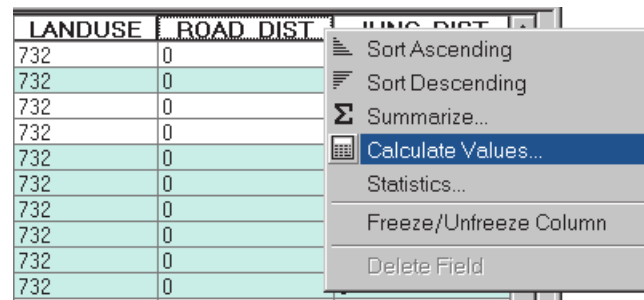 LANDUSE ROAD_DIST JUNC_DIST
732 0
732 0
732 0
732 0
732 0
732 0
732 0
732 0
732 0
732 0
Sort Ascending
Sort Descending
Σ Summarize...
Calculate Values...
Statistics...
Freeze/Unfreeze Column
Delete Field